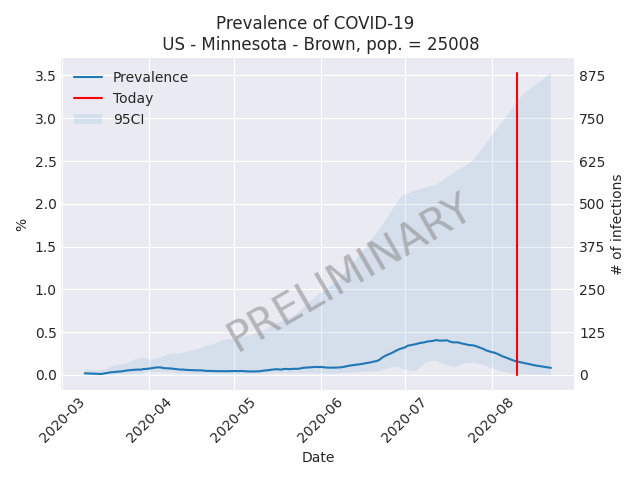 Prevalence of COVID-19
US - Minnesota - Brown, pop. = 25008
Prevalence
Today
95CI
3.5
3.0
2.5
2.0
1.5
1.0
0.5
0.0
%
875
750
625
500
375
250
125
0
# of infections
PRELIMINARY
2020-03
2020-04
2020-05
2020-06
2020-07
2020-08
Date